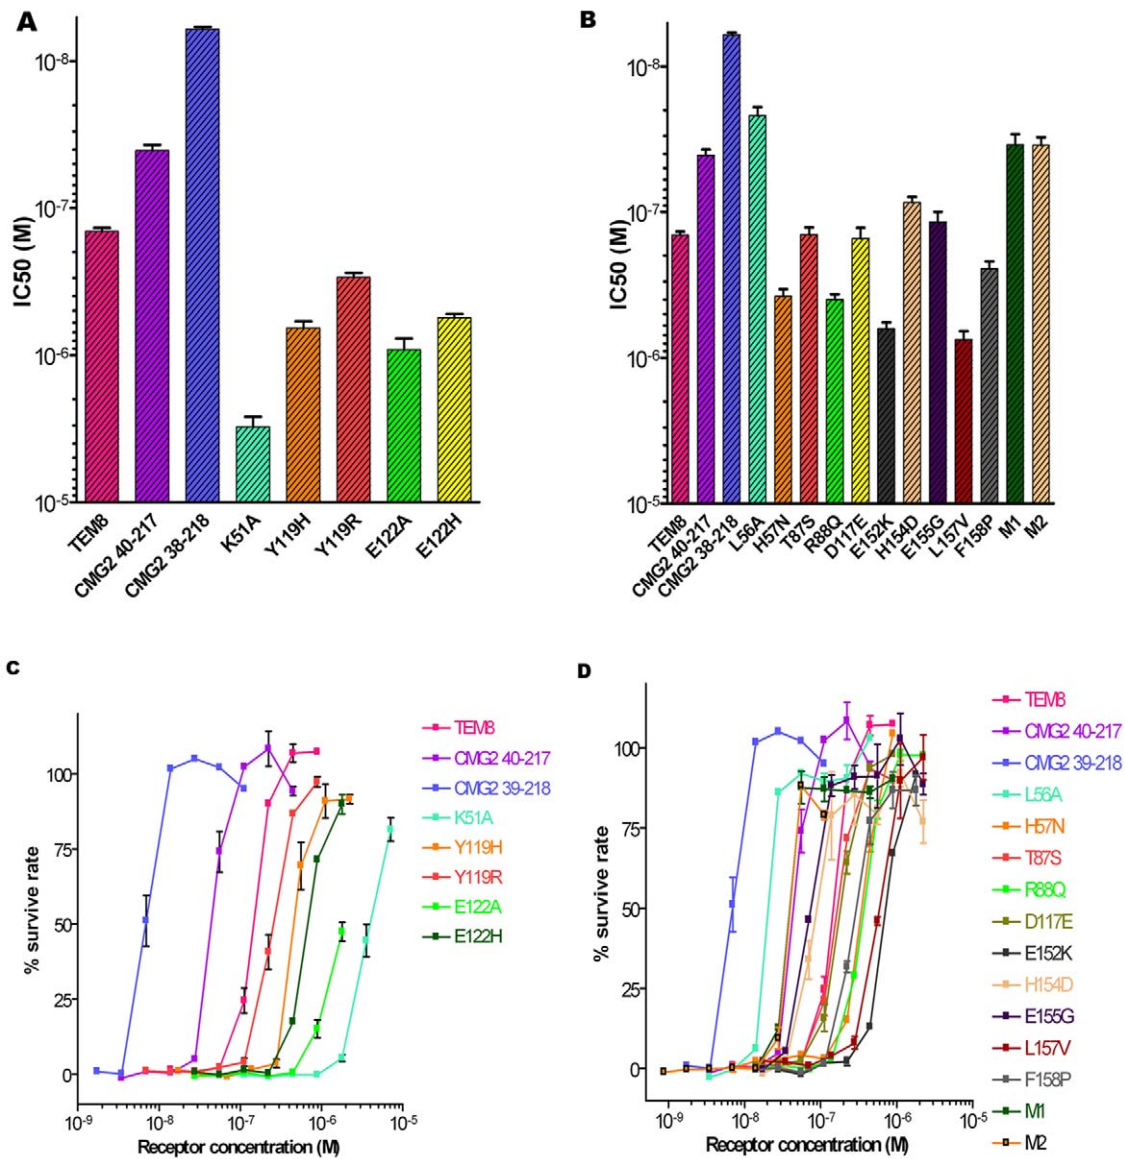 A
IC50 (M)
10-8
10-7
10-6
10-5
TEM8
CMG2 40-217
CMG2 38-218
K51A
Y119H
Y119R
E122A
E122H
B
IC50 (M)
10-8
10-7
10-6
10-5
TEM8
CMG2 40-217
CMG2 38-218
L56A
H57N
T87S
R88Q
D117E
E152K
H154D
E155G
L157V
F158P
M1
M2
C
% survive rate
100
75
50
25
0
10-9
10-8
10-7
10-6
10-5
Receptor concentration (M)
TEM8
CMG2 40-217
CMG2 39-218
K51A
Y119H
Y119R
E122A
E122H
D
% survive rate
100
75
50
25
0
10-9
10-8
10-7
10-6
10-5
Receptor concentration (M)
TEM8
CMG2 40-217
CMG2 39-218
L56A
H57N
T87S
R88Q
D117E
E152K
H154D
E155G
L157V
F158P
M1
M2